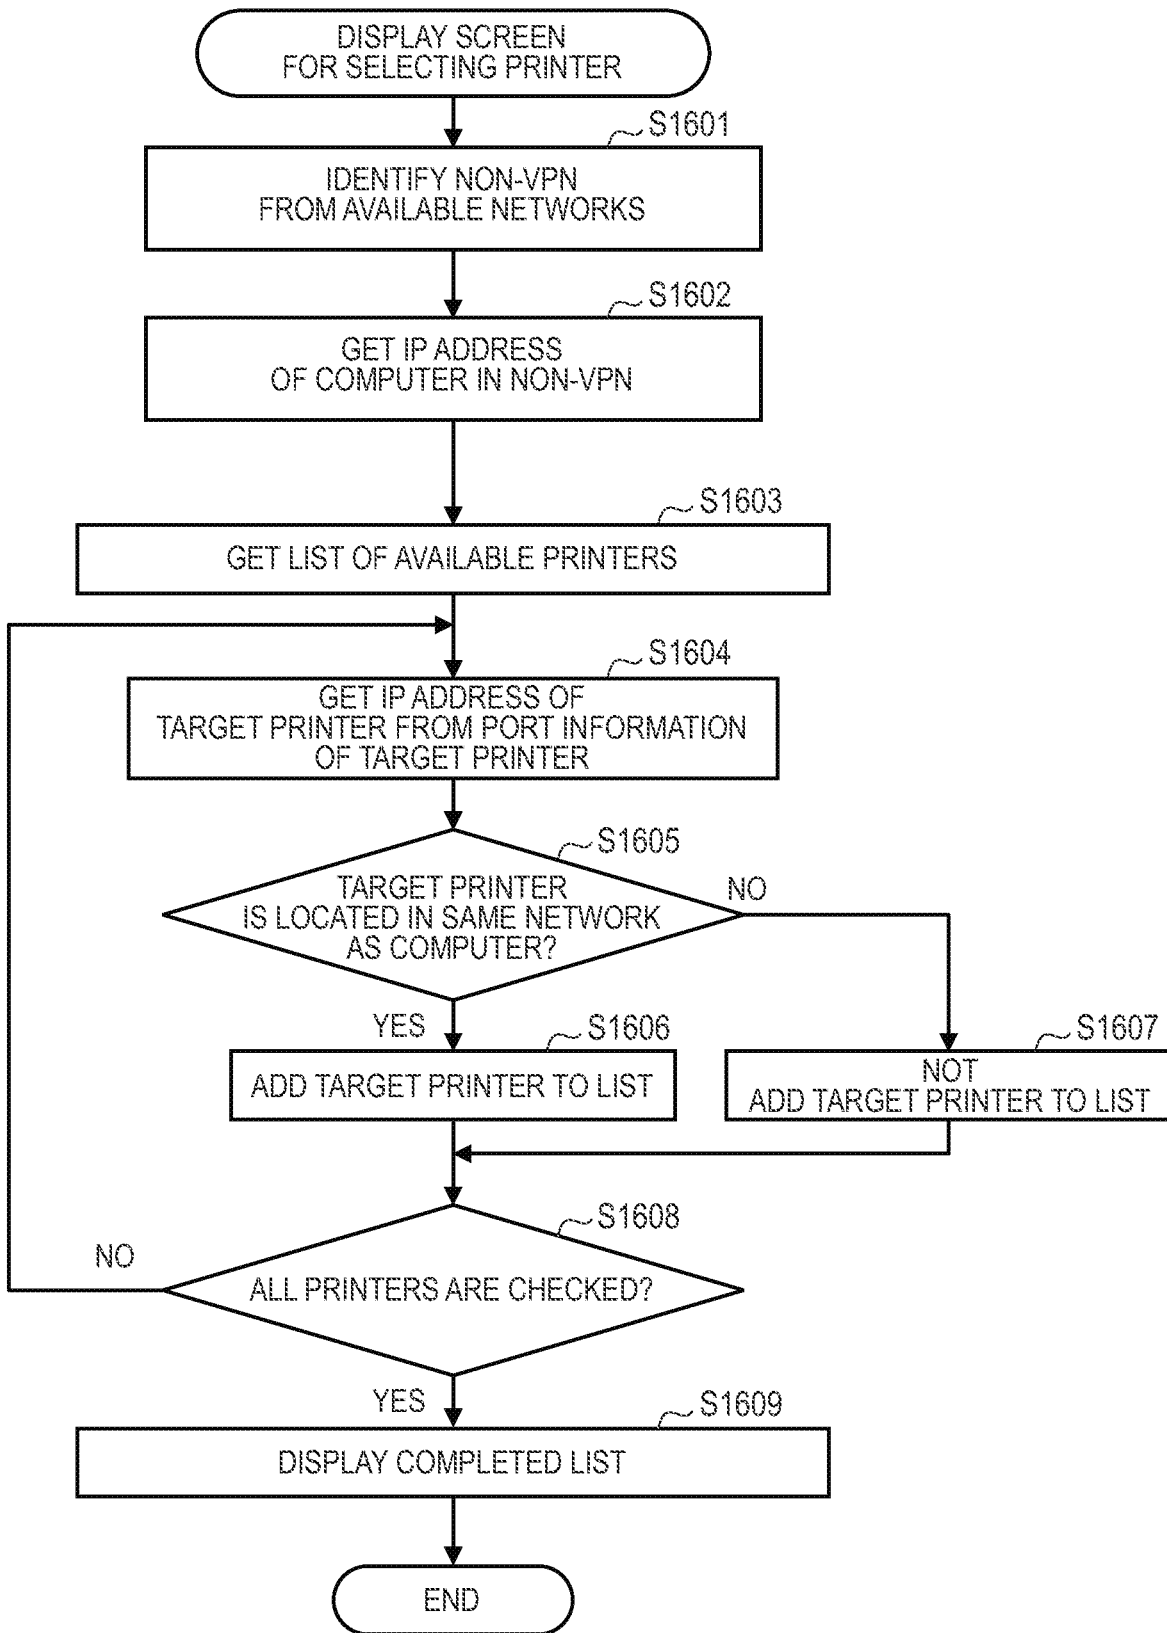 DISPLAY SCREEN
FOR SELECTING PRINTER
S1601
IDENTIFY NON-VPN
FROM AVAILABLE NETWORKS
S1602
GET IP ADDRESS
OF COMPUTER IN NON-VPN
S1603
GET LIST OF AVAILABLE PRINTERS
S1604
GET IP ADDRESS OF
TARGET PRINTER FROM PORT INFORMATION
OF TARGET PRINTER
S1605
TARGET PRINTER
IS LOCATED IN SAME NETWORK
AS COMPUTER?
NO
YES
S1606
ADD TARGET PRINTER TO LIST
S1607
NOT
ADD TARGET PRINTER TO LIST
S1608
ALL PRINTERS ARE CHECKED?
NO
YES
S1609
DISPLAY COMPLETED LIST
END